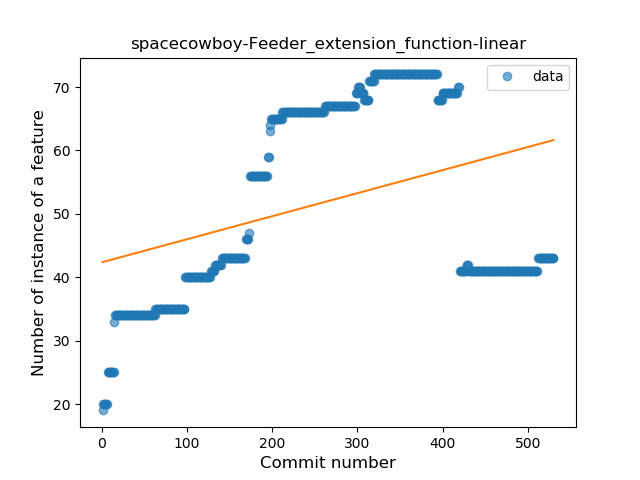 spacecowboy-Feeder_extension_function-linear
data
Number of instance of a feature
70
60
50
40
30
20
0 100 200 300 400 500
Commit number